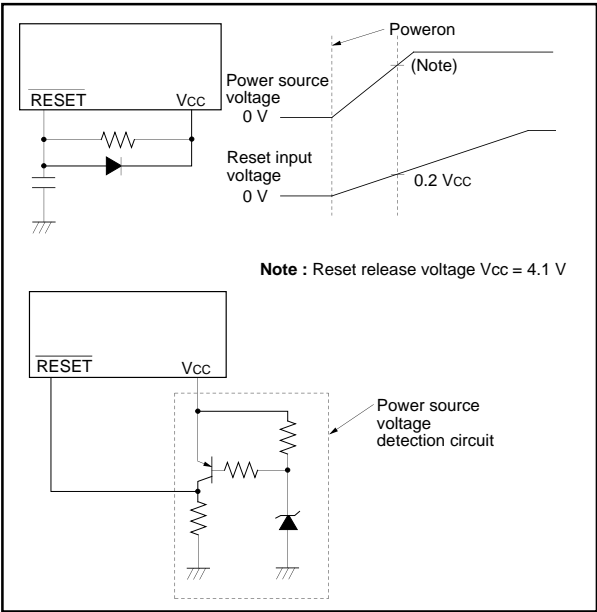 Poweron
(Note)
RESET
Vcc
Power source
voltage
0 V
Reset input
voltage
0 V
0.2 Vcc
Note : Reset release voltage Vcc = 4.1 V
RESET
Vcc
Power source
voltage
detection circuit